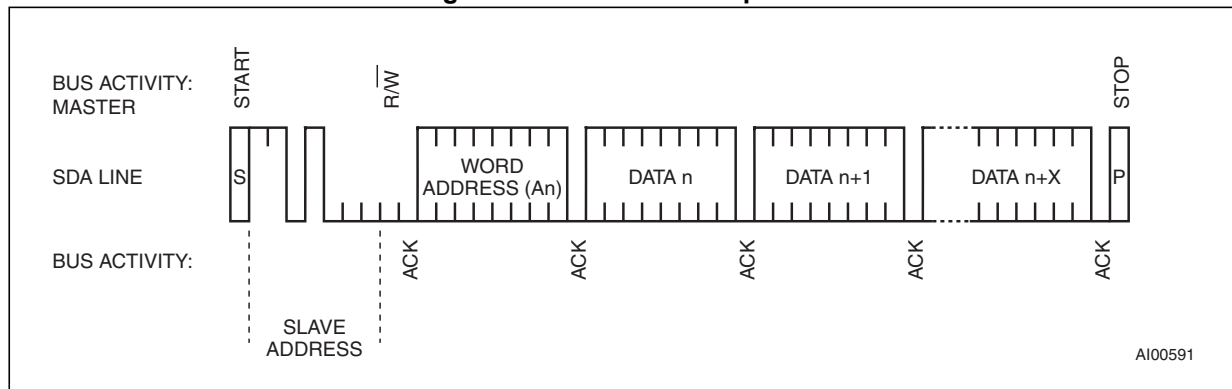 BUS ACTIVITY:
MASTER
START
R/W
STOP
SDA LINE
S
WORD
ADDRESS (An)
DATA n
DATA n+1
DATA n+X
P
BUS ACTIVITY:
ACK
ACK
ACK
ACK
ACK
SLAVE
ADDRESS
AI00591